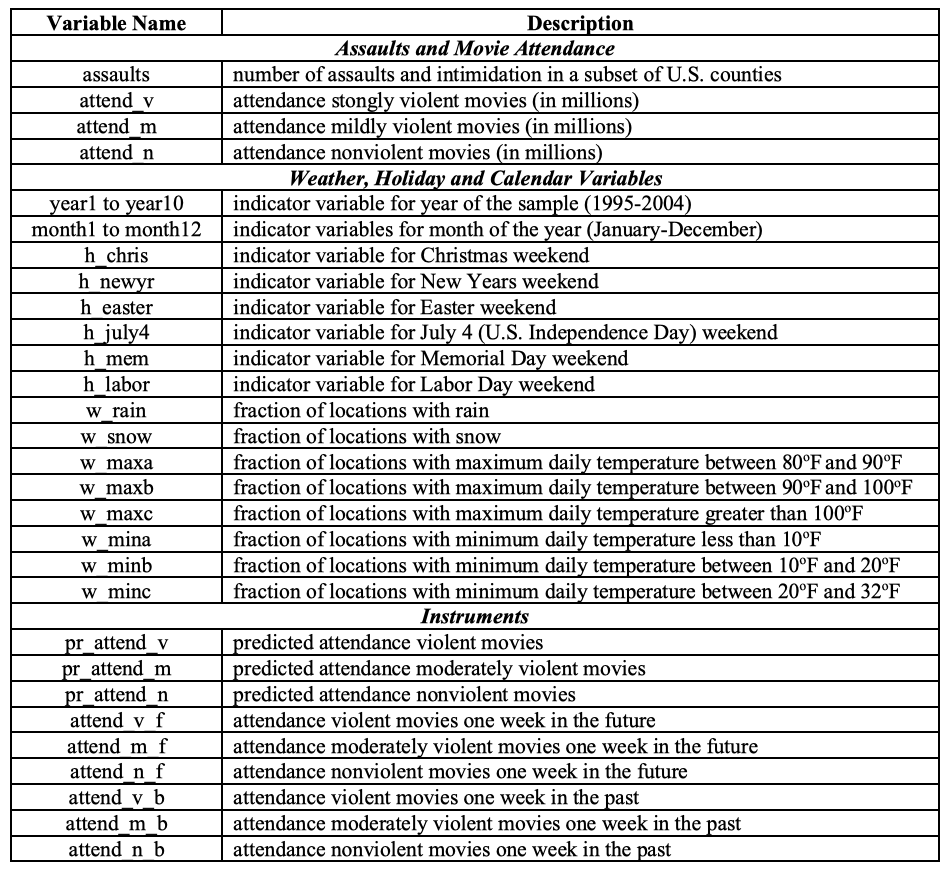 Variable Name Description
Assaults and Movie Attendance
assaults number of assaults and intimidation in a subset of U.S. counties
attend_v attendance stongly violent movies (in millions)
attend_m attendance mildly violent movies (in millions)
attend_n attendance nonviolent movies (in millions)
Weather, Holiday and Calendar Variables
year1 to year10 indicator variable for year of the sample (1995-2004)
month1 to month12 indicator variables for month of the year (January-December)
h_chris indicator variable for Christmas weekend
h_newyr indicator variable for New Years weekend
h_easter indicator variable for Easter weekend
h_july4 indicator variable for July 4 (U.S. Independence Day) weekend
h_mem indicator variable for Memorial Day weekend
h_labor indicator variable for Labor Day weekend
w_rain fraction of locations with rain
w_snow fraction of locations with snow
w_maxa fraction of locations with maximum daily temperature between 80ºF and 90ºF
w_maxb fraction of locations with maximum daily temperature between 90ºF and 100ºF
w_maxc fraction of locations with maximum daily temperature greater than 100ºF
w_mina fraction of locations with minimum daily temperature less than 10ºF
w_minb fraction of locations with minimum daily temperature between 10ºF and 20ºF
w_minc fraction of locations with minimum daily temperature between 20ºF and 32ºF
Instruments
pr_attend_v predicted attendance violent movies
pr_attend_m predicted attendance moderately violent movies
pr_attend_n predicted attendance nonviolent movies
attend_v_f attendance violent movies one week in the future
attend_m_f attendance moderately violent movies one week in the future
attend_n_f attendance nonviolent movies one week in the future
attend_v_b attendance violent movies one week in the past
attend_m_b attendance moderately violent movies one week in the past
attend_n_b attendance nonviolent movies one week in the past